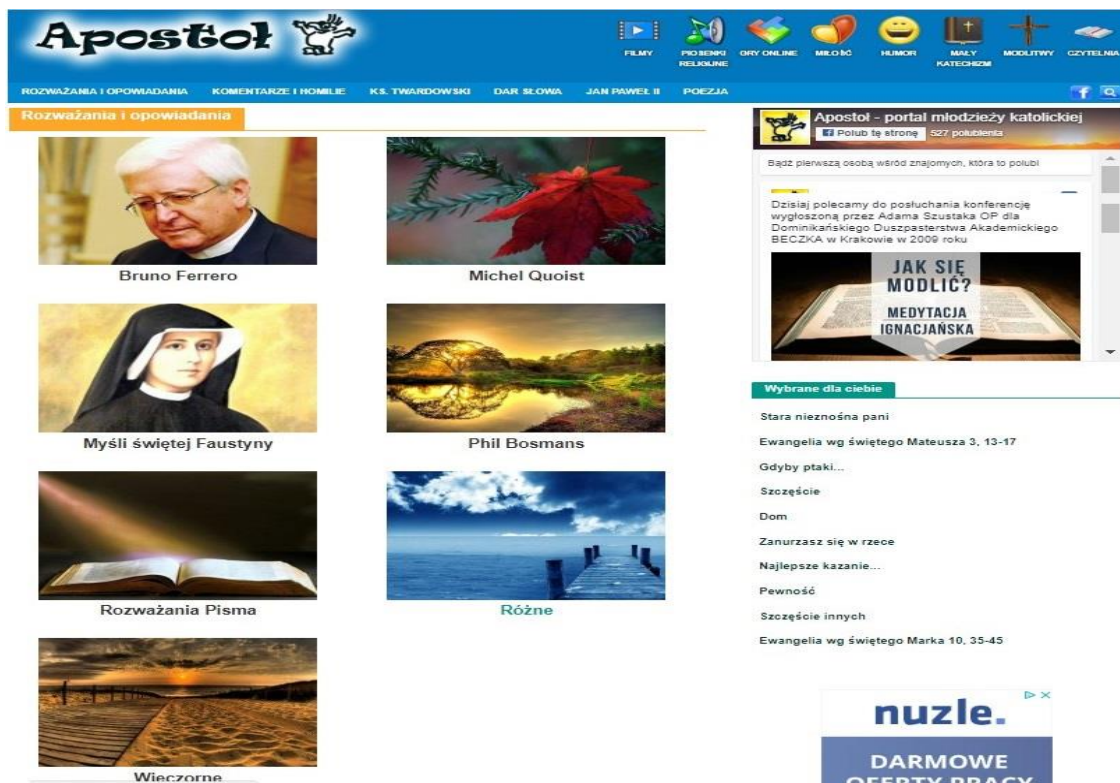 Apostoł
FILMY
PIOSENKI
RELIGIJNE
GRY ONLINE
MIŁOŚĆ
HUMOR
MAŁY
KATECHIZM
MODLITWY
CZYTELNIA
ROZWAŻANIA I OPOWIADANIA KOMENTARZE I HOMILIE KS. TWARDOWSKI DAR SŁOWA JAN PAWEŁ II POEZJA
Rozważania i opowiadania
Bruno Ferrero
Michel Quoist
Myśli świętej Faustyny
Phil Bosmans
Rozważania Pisma
Różne
Wieczorne
Apostoł - portal młodzieży katolickiej
Polub tę stronę 527 polubienia
Bądź pierwszą osobą wśród znajomych, która to polubi
Dzisiaj polecamy do posłuchania konferencję
wygłoszoną przez Adama Szustaka OP dla
Dominikańskiego Duszpasterstwa Akademickiego
BECZKA w Krakowie w 2009 roku
JAK SIĘ
MODLIĆ?
MEDYTACJA
IGNACJAŃSKA
Wybrane dla ciebie
Stara nieznośna pani
Ewangelia wg świętego Mateusza 3, 13-17
Gdyby ptaki...
Szczęście
Dom
Zanurzasz się w rzece
Najlepsze kazanie...
Pewność
Szczęście innych
Ewangelia wg świętego Marka 10, 35-45
nuzle.
DARMOWE
OFERTY PRACY